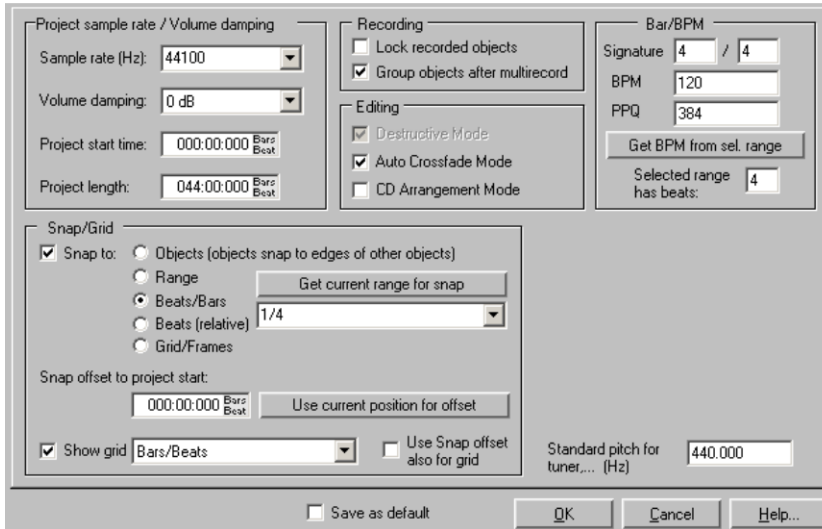 Project sample rate / Volume damping
Sample rate (Hz): 44100
Volume damping: 0 dB
Project start time: 000:00:000 Bars Beat
Project length: 044:00:000 Bars Beat
Recording
Lock recorded objects
Group objects after multirecord
Editing
Destructive Mode
Auto Crossfade Mode
CD Arrangement Mode
Bar/BPM
Signature 4 / 4
BPM 120
PPQ 384
Get BPM from sel. range
Selected range
has beats: 4
Snap/Grid
Snap to: Objects (objects snap to edges of other objects)
Range
Get current range for snap
Beats/Bars
1/4
Beats (relative)
Grid/Frames
Snap offset to project start:
000:00:000 Bars Beat
Use current position for offset
Show grid Bars/Beats
Use Snap offset
also for grid
Standard pitch for
tuner,... (Hz)
440.000
Save as default
OK
Cancel
Help...